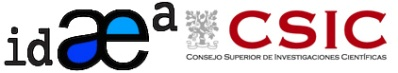 idæa
CSIC
CONSEJO SUPERIOR DE INVESTIGACIONES CIENTÍFICAS